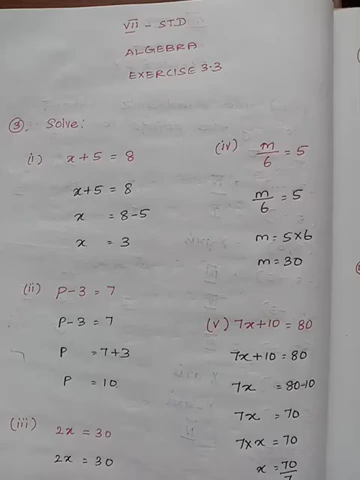 VII - STD
ALGEBRA
EXERCISE 3.3
③. Solve:
(i) x + 5 = 8
x + 5 = 8
x = 8-5
x = 3
(ii) P - 3 = 7
P - 3 = 7
P = 7+3
P = 10
(iii) 2x = 30
2x = 30
(iv) m/6 = 5
m/6 = 5
m = 5×6
m = 30
(v) 7x+10 = 80
7x+10 = 80
7x = 80-10
7x = 70
7×x = 70
x = 70/7